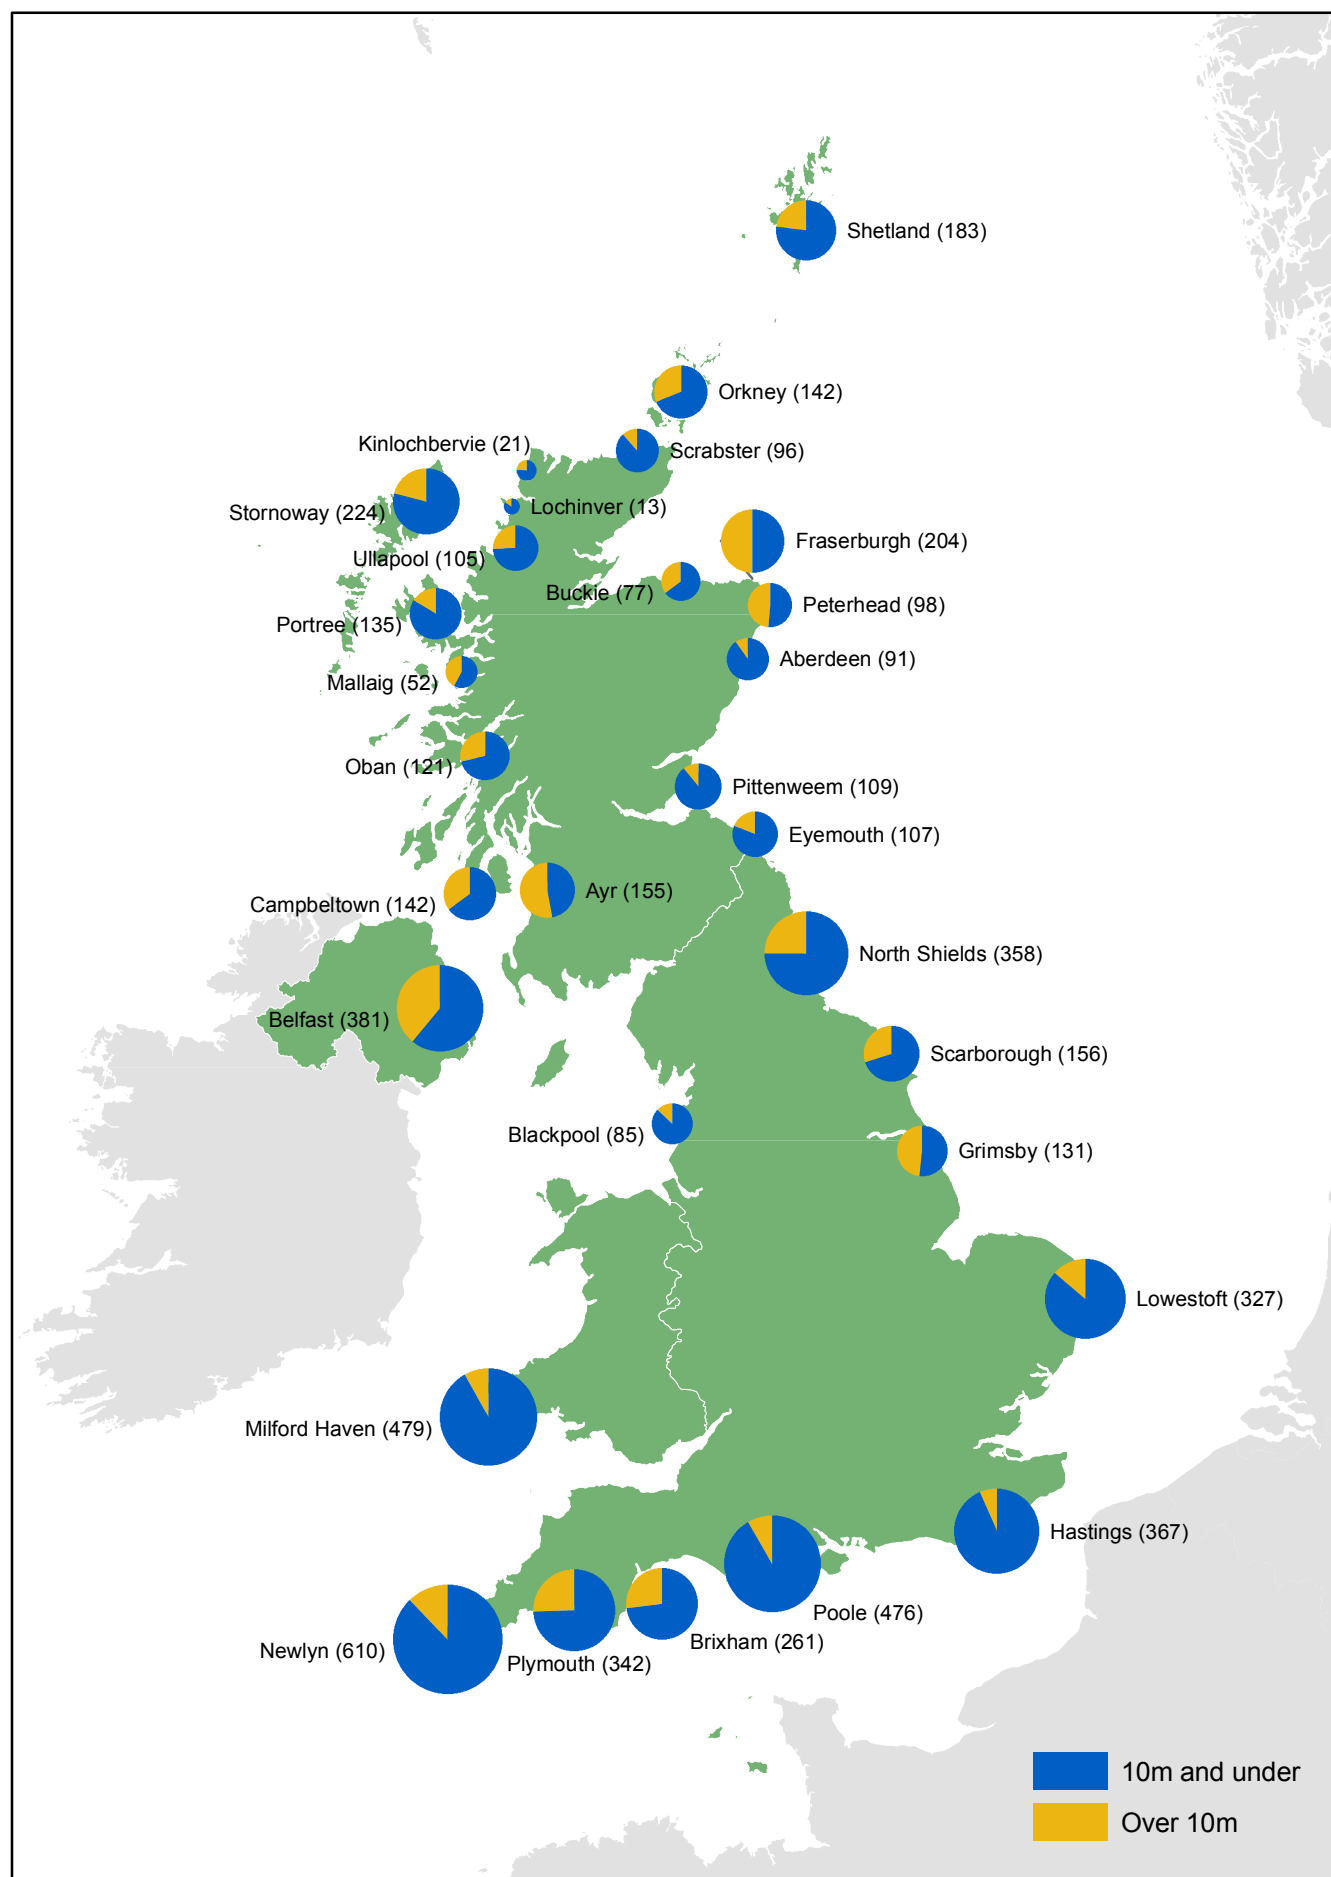 Shetland (183)
Orkney (142)
Kinlochbervie (21)
Scrabster (96)
Stornoway (224)
Lochinver (13)
Fraserburgh (204)
Ullapool (105)
Buckie (77)
Peterhead (98)
Portree (135)
Aberdeen (91)
Mallaig (52)
Oban (121)
Pittenweem (109)
Eyemouth (107)
Ayr (155)
Campbeltown (142)
North Shields (358)
Belfast (381)
Scarborough (156)
Blackpool (85)
Grimsby (131)
Lowestoft (327)
Milford Haven (479)
Hastings (367)
Poole (476)
Brixham (261)
Newlyn (610)
Plymouth (342)
10m and under
Over 10m